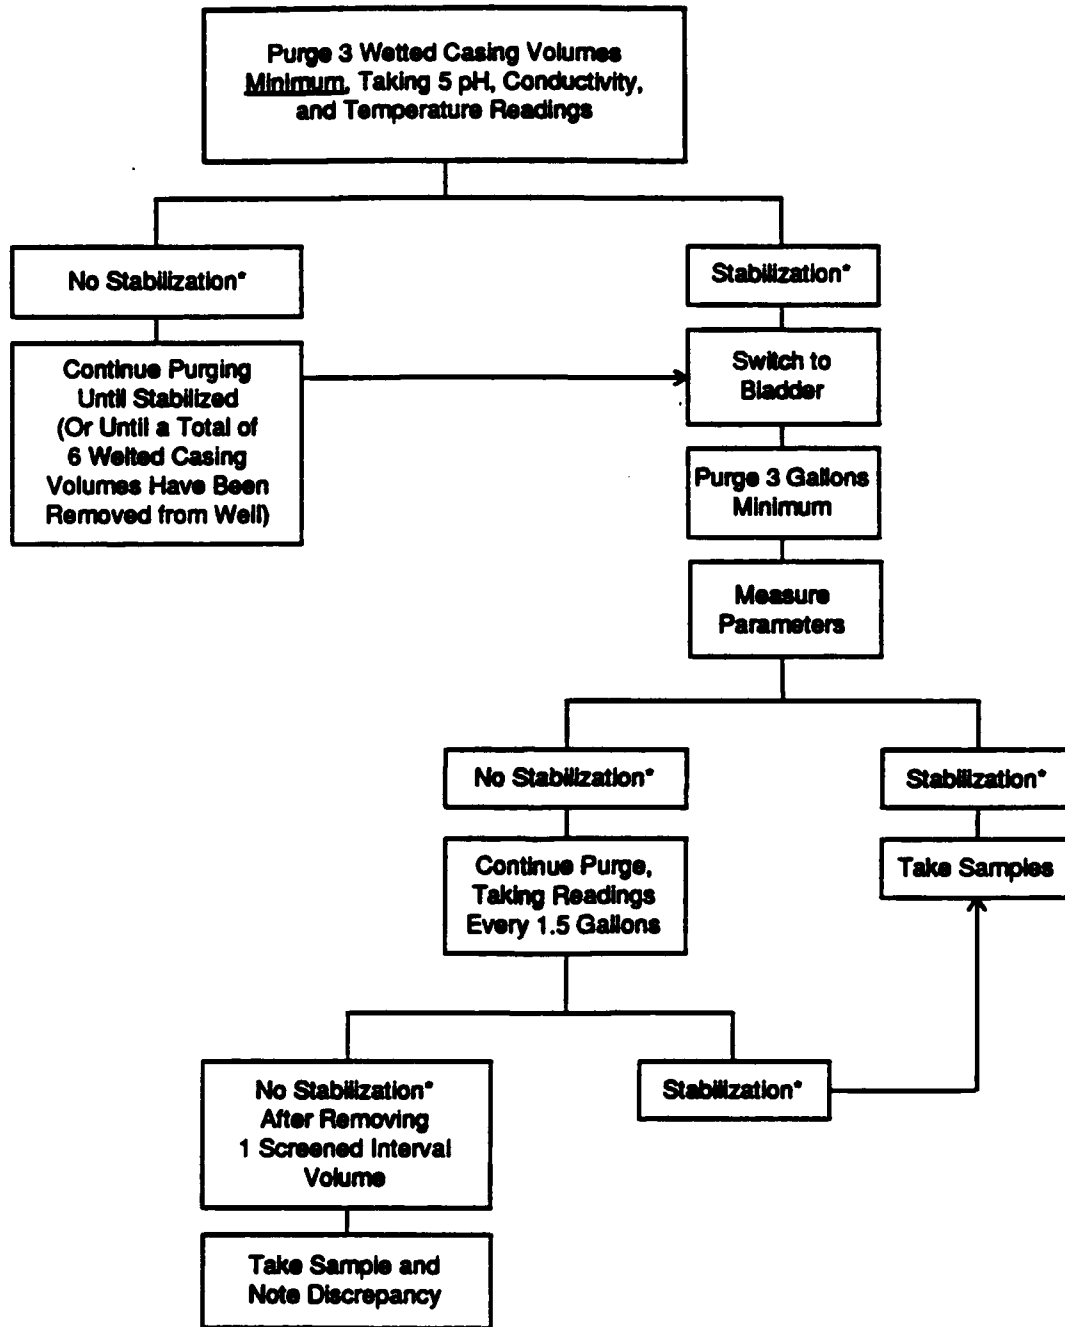 Purge 3 Wetted Casing Volumes
Minimum, Taking 5 pH, Conductivity,
and Temperature Readings
No Stabilization*
Stabilization*
Continue Purging
Until Stabilized
(Or Until a Total of
6 Welted Casing
Volumes Have Been
Removed from Well)
Switch to
Bladder
Purge 3 Gallons
Minimum
Measure
Parameters
No Stabilization*
Stabilization*
Continue Purge,
Taking Readings
Every 1.5 Gallons
Take Samples
No Stabilization*
After Removing
1 Screened Interval
Volume
Stabilization*
Take Sample and
Note Discrepancy